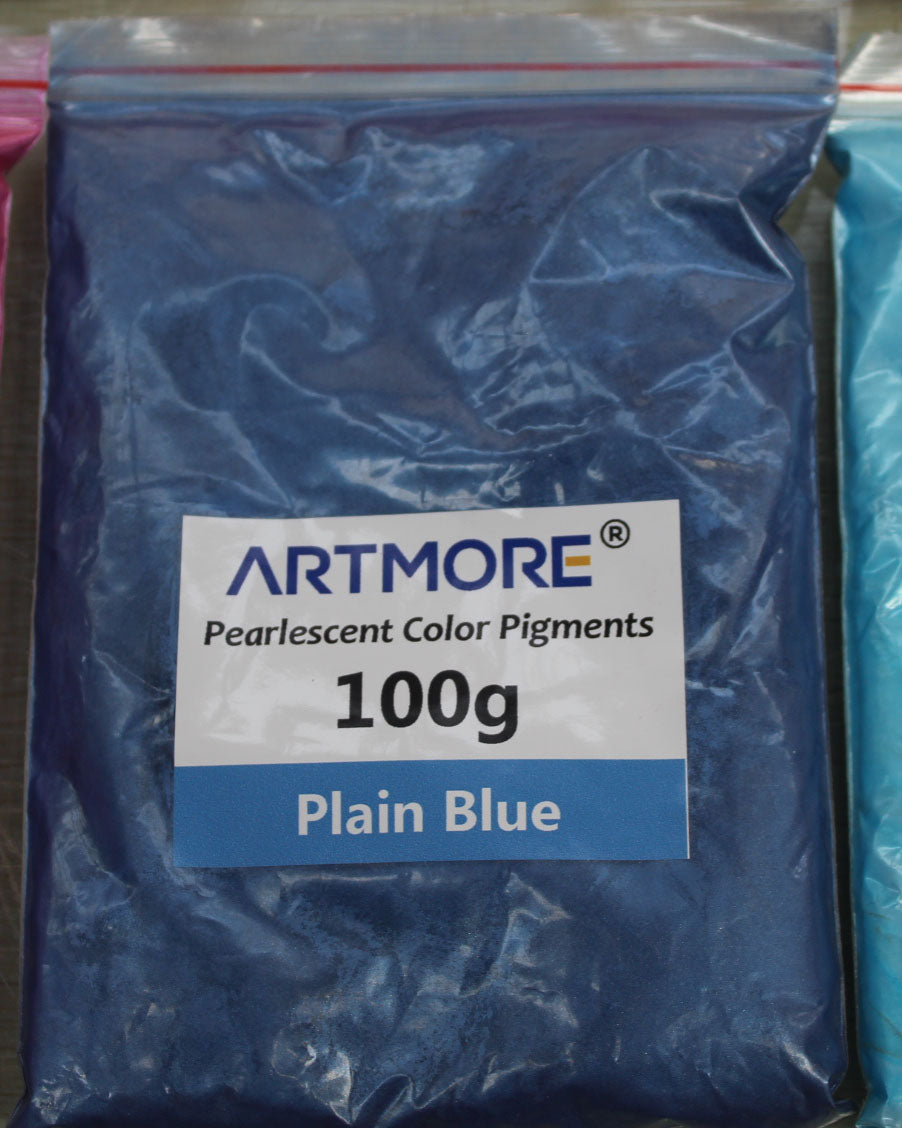 ARTMORE®
Pearlescent Color Pigments
100g
Plain Blue